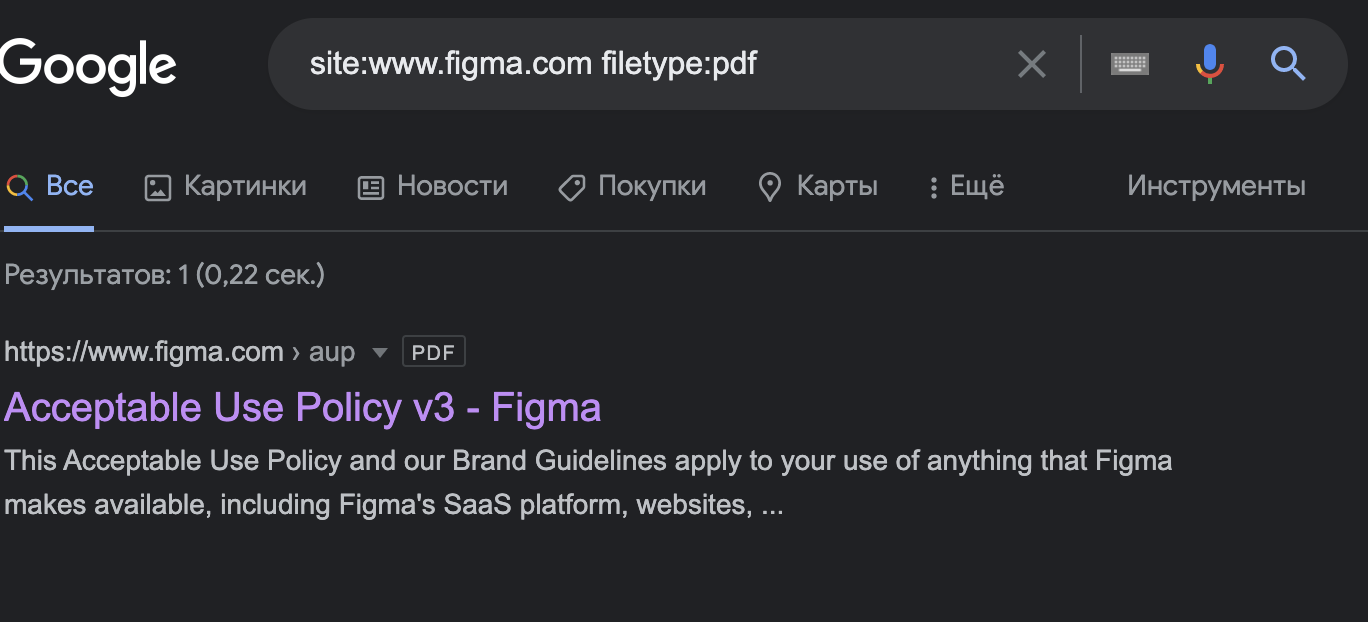 Google
site:www.figma.com filetype:pdf
Все Картинки Новости Покупки Карты Ещё Инструменты
Результатов: 1 (0,22 сек.)
https://www.figma.com › aup PDF
Acceptable Use Policy v3 - Figma
This Acceptable Use Policy and our Brand Guidelines apply to your use of anything that Figma
makes available, including Figma's SaaS platform, websites, ...